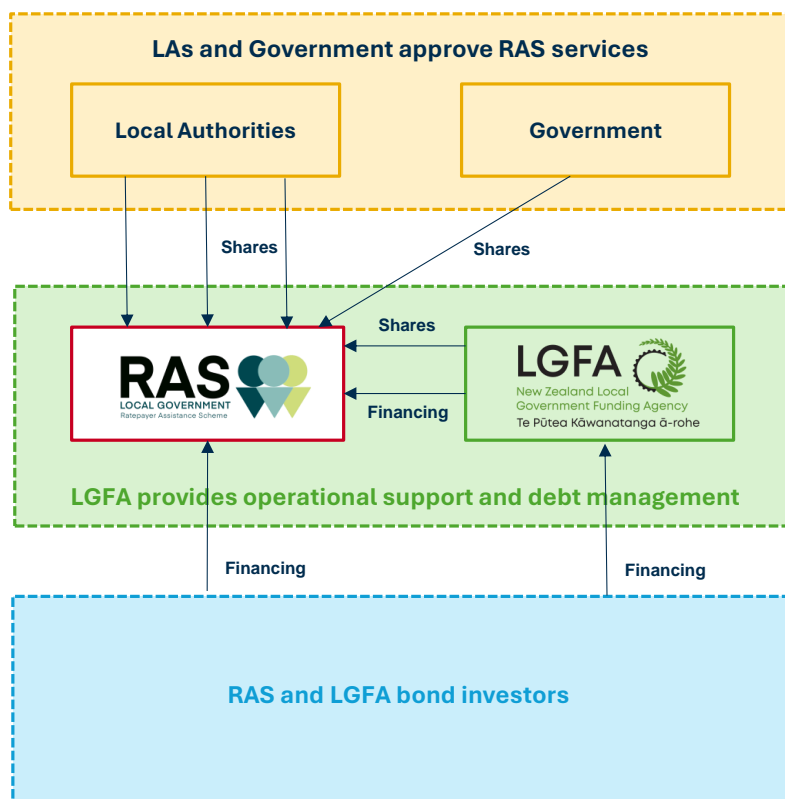 LAs and Government approve RAS services
Local Authorities
Government
Shares
Shares
Shares
RAS
LOCAL GOVERNMENT
Ratepayer Assistance Scheme
LGFA
New Zealand Local
Government Funding Agency
Te Pūtea Kāwanatanga ā-rohe
Financing
LGFA provides operational support and debt management
Financing
Financing
RAS and LGFA bond investors